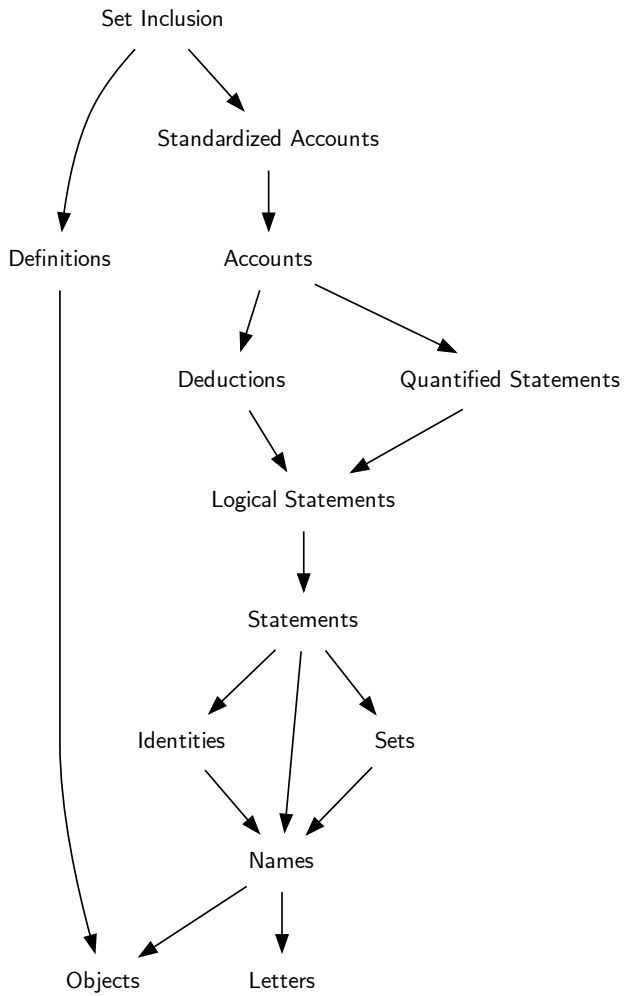 Set Inclusion
Standardized Accounts
Definitions
Accounts
Deductions
Quantified Statements
Logical Statements
Statements
Identities
Sets
Names
Objects
Letters